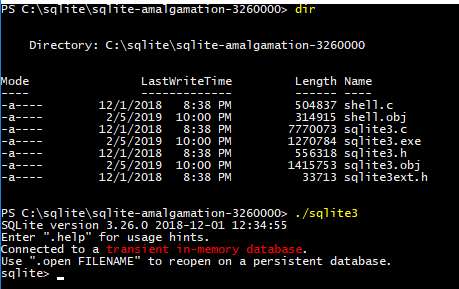 PS C:\sqlite\sqlite-amalgamation-3260000> dir
Directory: C:\sqlite\sqlite-amalgamation-3260000
Mode LastWriteTime Length Name
---- ------------- ------ ----
-a---- 12/1/2018 8:38 PM 504837 shell.c
-a---- 2/5/2019 10:00 PM 314915 shell.obj
-a---- 12/1/2018 8:38 PM 7770073 sqlite3.c
-a---- 2/5/2019 10:00 PM 1270784 sqlite3.exe
-a---- 12/1/2018 8:38 PM 556318 sqlite3.h
-a---- 2/5/2019 10:00 PM 1415753 sqlite3.obj
-a---- 12/1/2018 8:38 PM 33713 sqlite3ext.h
PS C:\sqlite\sqlite-amalgamation-3260000> ./sqlite3
SQLite version 3.26.0 2018-12-01 12:34:55
Enter ".help" for usage hints.
Connected to a transient in-memory database.
Use ".open FILENAME" to reopen on a persistent database.
sqlite> _